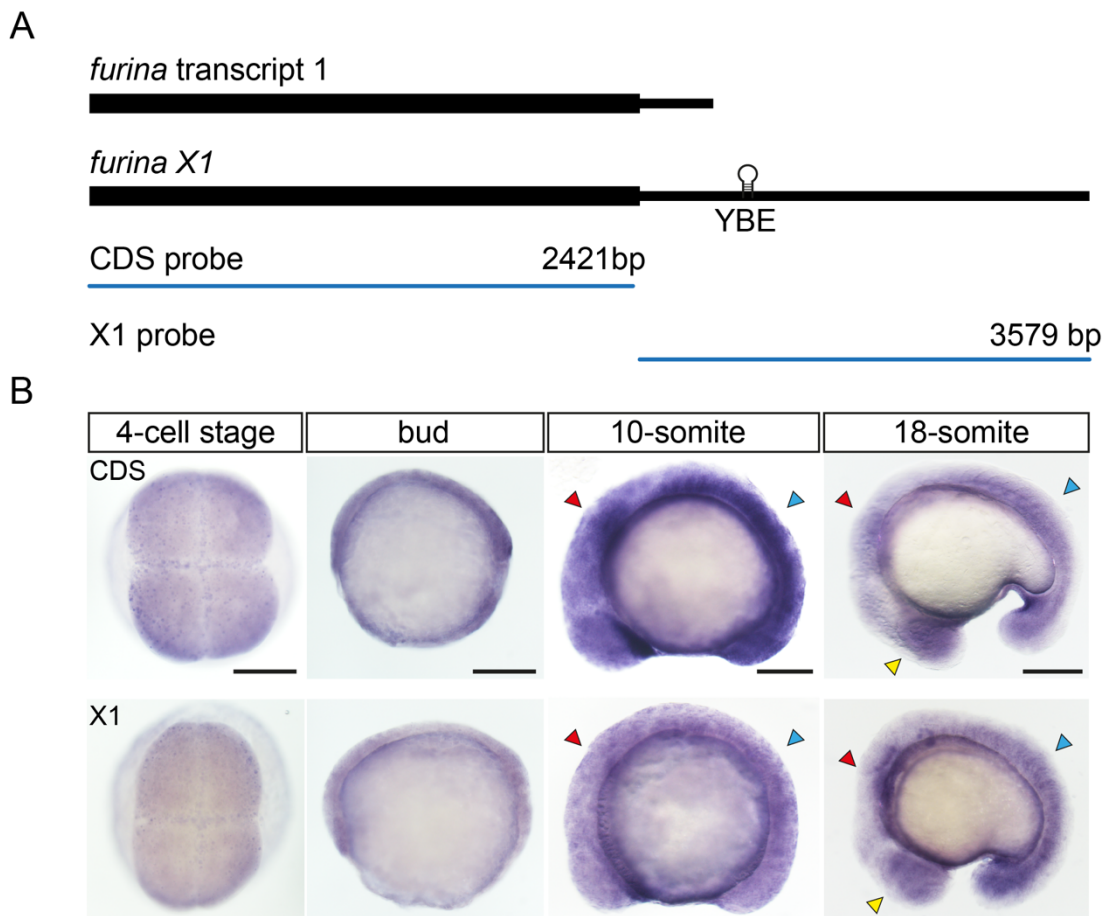 A
furina transcript 1
furina X1
YBE
CDS probe 2421bp
X1 probe 3579 bp
B
4-cell stage bud 10-somite 18-somite
CDS
X1